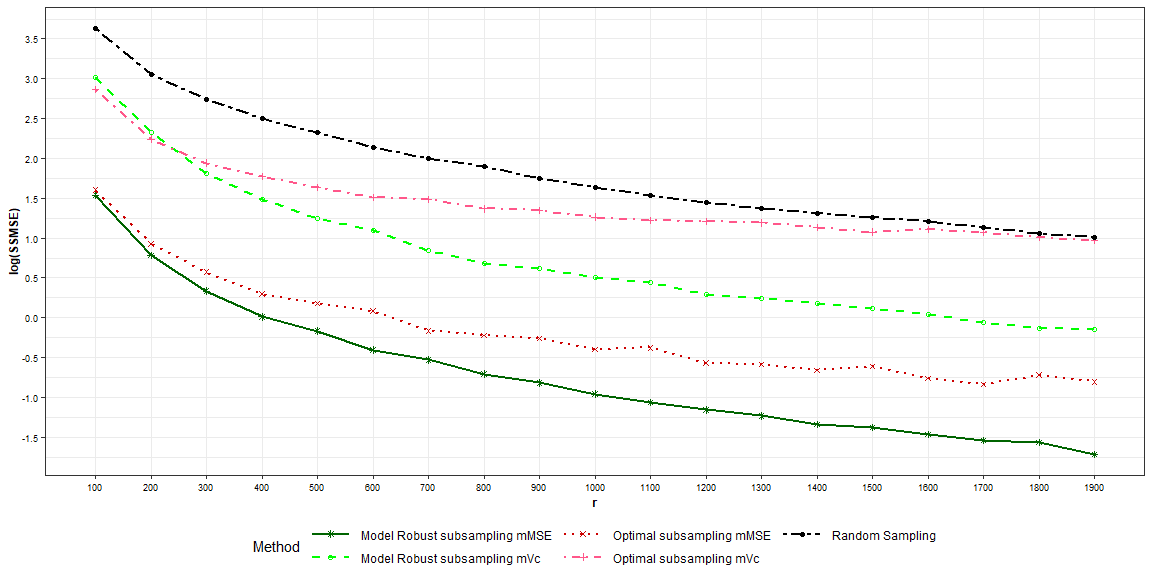 log(SSMSE)
3.5
3.0
2.5
2.0
1.5
1.0
0.5
0.0
-0.5
-1.0
-1.5
100 200 300 400 500 600 700 800 900 1000 1100 1200 1300 1400 1500 1600 1700 1800 1900
r
Method
Model Robust subsampling mMSE Optimal subsampling mMSE Random Sampling
Model Robust subsampling mVc Optimal subsampling mVc